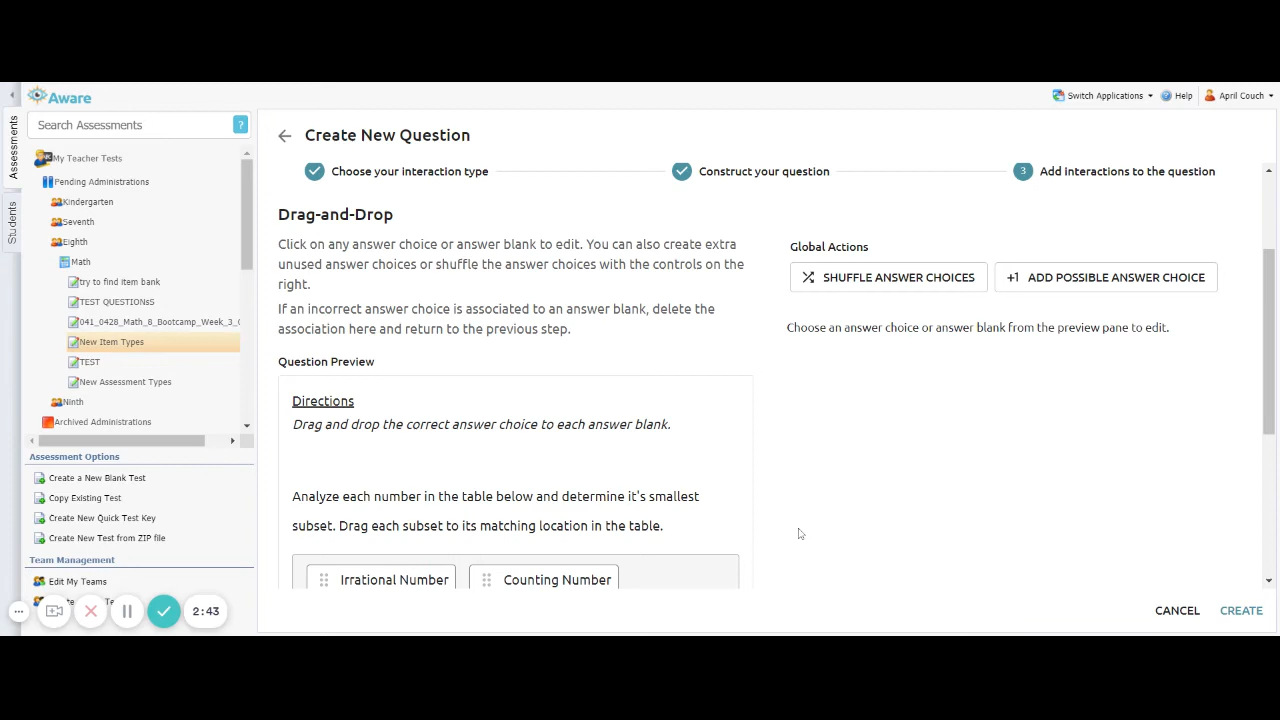 Aware
Switch Applications
Help
April Couch
Assessments
Students
Search Assessments
?
My Teacher Tests
Pending Administrations
Kindergarten
Seventh
Eighth
Math
try to find item bank
TEST QUESTIONsS
041_0428_Math_8_Bootcamp_Week_3_0
New Item Types
TEST
New Assessment Types
Ninth
Archived Administrations
Assessment Options
Create a New Blank Test
Copy Existing Test
Create New Quick Test Key
Create New Test from ZIP file
Team Management
Edit My Teams
2:43
Create New Question
Choose your interaction type
Construct your question
3 Add interactions to the question
Drag-and-Drop
Click on any answer choice or answer blank to edit. You can also create extra
unused answer choices or shuffle the answer choices with the controls on the
right.
If an incorrect answer choice is associated to an answer blank, delete the
association here and return to the previous step.
Global Actions
SHUFFLE ANSWER CHOICES
+1 ADD POSSIBLE ANSWER CHOICE
Choose an answer choice or answer blank from the preview pane to edit.
Question Preview
Directions
Drag and drop the correct answer choice to each answer blank.
Analyze each number in the table below and determine it's smallest
subset. Drag each subset to its matching location in the table.
Irrational Number
Counting Number
CANCEL
CREATE